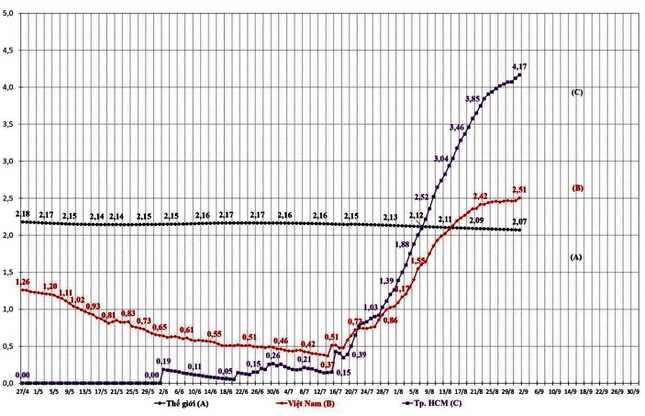 5,0
4,5
4,17
4,0
3,85
(C)
3,5
3,46
3,04
3,0
2,52
2,42
2,51
(B)
2,5
2,18 2,17 2,15 2,14 2,14 2,15 2,15 2,16 2,17 2,17 2,16 2,16 2,15 2,13 2,12 2,11 2,09 2,07
2,0
1,88
(A)
1,5
1,55
1,39
1,26 1,20 1,11 1,02 0,93 0,81 0,83 0,73 0,65 0,61 0,55 0,51 0,46 0,42 0,37 0,72 0,86 1,17
1,0
1,03
0,5
0,00 0,00 0,19 0,11 0,05 0,15 0,26 0,21 0,15 0,39
0,0
27/4 1/5 5/5 9/5 13/5 17/5 21/5 25/5 29/5 2/6 6/6 10/6 14/6 18/6 22/6 26/6 30/6 4/7 8/7 12/7 16/7 20/7 24/7 28/7 1/8 5/8 9/8 13/8 17/8 21/8 25/8 29/8 2/9 6/9 10/9 14/9 18/9 22/9 26/9 30/9
Thế giới (A) Việt Nam (B) Tp. HCM (C)